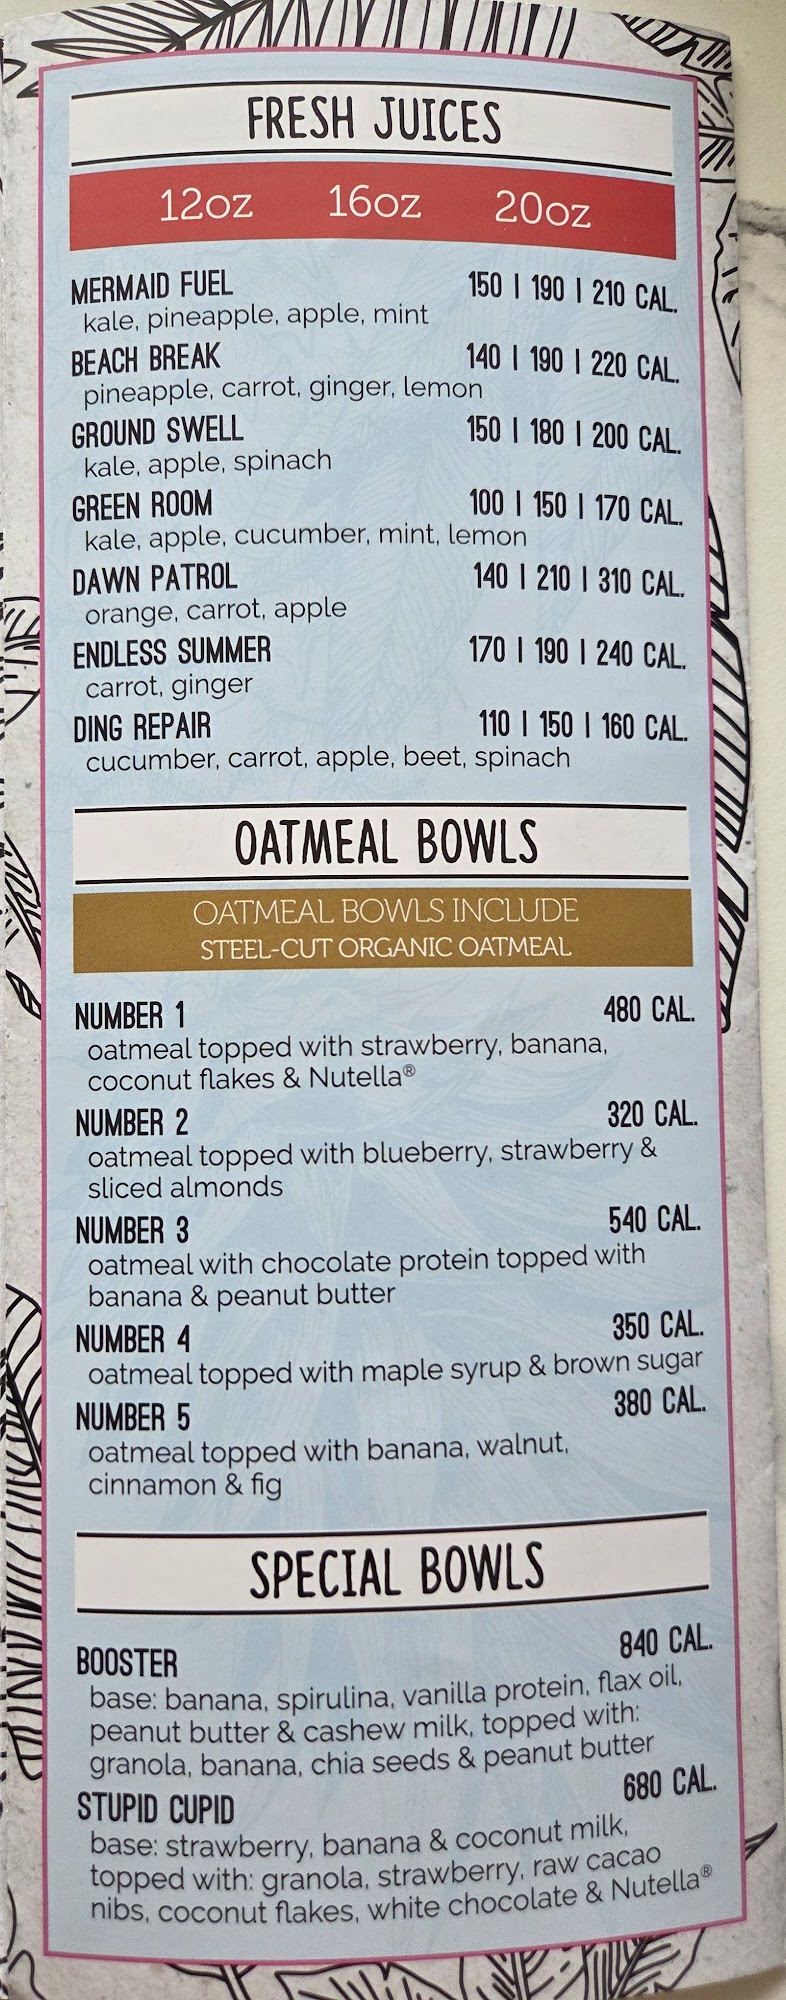 FRESH JUICES
12oz 16oz 20oz
MERMAID FUEL 150 | 190 | 210 CAL.
kale, pineapple, apple, mint
BEACH BREAK 140 | 190 | 220 CAL.
pineapple, carrot, ginger, lemon
GROUND SWELL 150 | 180 | 200 CAL.
kale, apple, spinach
GREEN ROOM 100 | 150 | 170 CAL.
kale, apple, cucumber, mint, lemon
DAWN PATROL 140 | 210 | 310 CAL.
orange, carrot, apple
ENDLESS SUMMER 170 | 190 | 240 CAL.
carrot, ginger
DING REPAIR 110 | 150 | 160 CAL.
cucumber, carrot, apple, beet, spinach
OATMEAL BOWLS
OATMEAL BOWLS INCLUDE
STEEL-CUT ORGANIC OATMEAL
NUMBER 1 480 CAL.
oatmeal topped with strawberry, banana,
coconut flakes & Nutella®
NUMBER 2 320 CAL.
oatmeal topped with blueberry, strawberry &
sliced almonds
NUMBER 3 540 CAL.
oatmeal with chocolate protein topped with
banana & peanut butter
NUMBER 4 350 CAL.
oatmeal topped with maple syrup & brown sugar
NUMBER 5 380 CAL.
oatmeal topped with banana, walnut,
cinnamon & fig
SPECIAL BOWLS
BOOSTER 840 CAL.
base: banana, spirulina, vanilla protein, flax oil,
peanut butter & cashew milk, topped with:
granola, banana, chia seeds & peanut butter
STUPID CUPID 680 CAL.
base: strawberry, banana & coconut milk,
topped with: granola, strawberry, raw cacao
nibs, coconut flakes, white chocolate & Nutella®